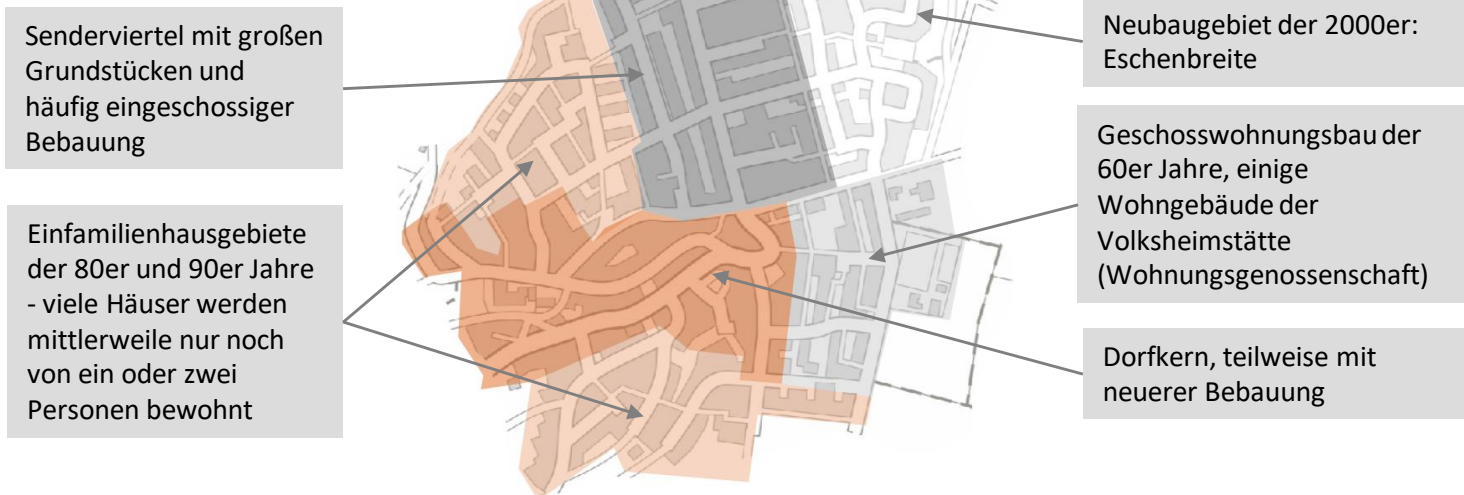 Senderviertel mit großen
Grundstücken und
häufig eingeschossiger
Bebauung
Einfamilienhausgebiete
der 80er und 90er Jahre
- viele Häuser werden
mittlerweile nur noch
von ein oder zwei
Personen bewohnt
Neubaugebiet der 2000er:
Eschenbreite
Geschosswohnungsbau der
60er Jahre, einige
Wohngebäude der
Volksheimstätte
(Wohnungsgenossenschaft)
Dorfkern, teilweise mit
neuerer Bebauung